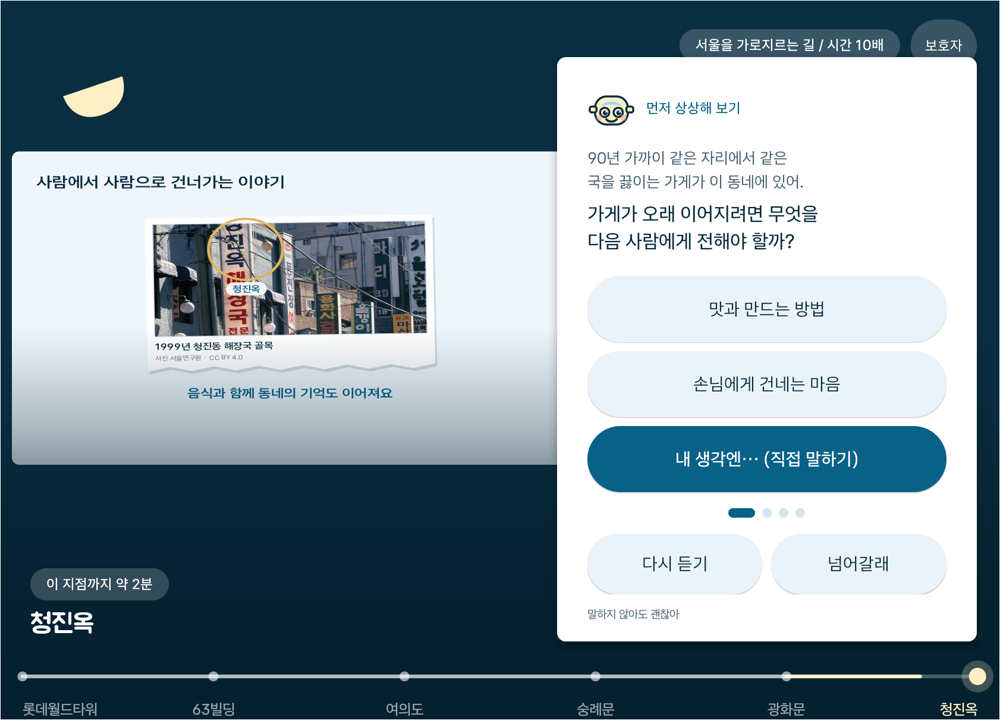 서울을 가로지르는 길 / 시간 10배
보호자
사람에서 사람으로 건너가는 이야기
청진옥
해장국
전문
청진옥
1999년 청진동 해장국 골목
사진 서울연구원 · CC BY 4.0
음식과 함께 동네의 기억도 이어져요
먼저 상상해 보기
90년 가까이 같은 자리에서 같은
국을 끓이는 가게가 이 동네에 있어.
가게가 오래 이어지려면 무엇을
다음 사람에게 전해야 할까?
맛과 만드는 방법
손님에게 건네는 마음
내 생각엔… (직접 말하기)
다시 듣기
넘어갈래
말하지 않아도 괜찮아
이 지점까지 약 2분
청진옥
롯데월드타워
63빌딩
여의도
숭례문
광화문
청진옥